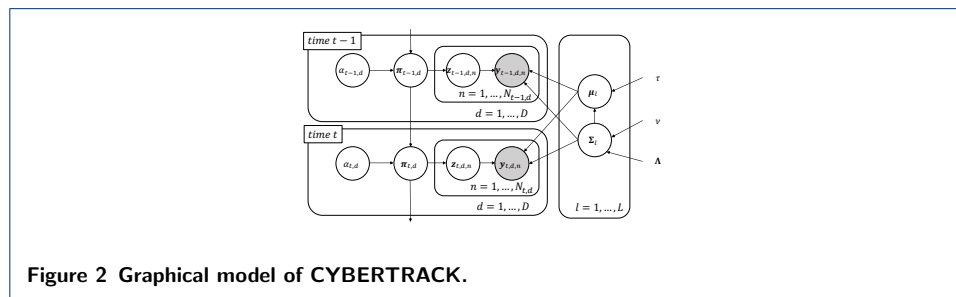 time t − 1
α_{t−1,d} π_{t−1,d} z_{t−1,d,n} y_{t−1,d,n}
n = 1, …, N_{t−1,d}
d = 1, …, D
time t
α_{t,d} π_{t,d} z_{t,d,n} y_{t,d,n}
n = 1, …, N_{t,d}
d = 1, …, D
μ_l
Σ_l
l = 1, …, L
τ
ν
Λ
Figure 2 Graphical model of CYBERTRACK.